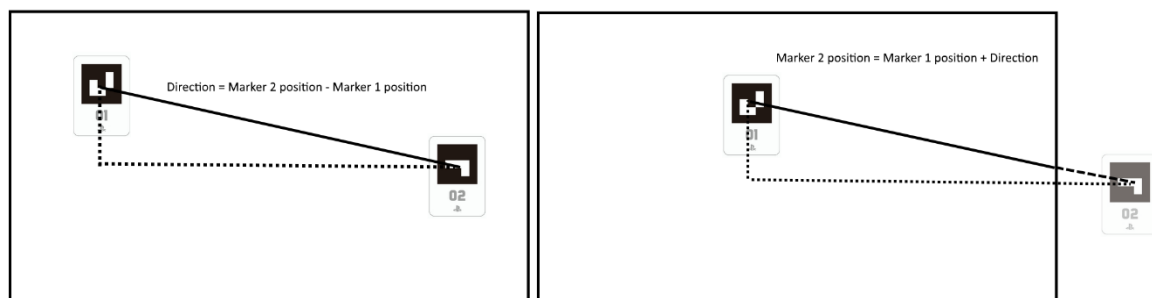 Direction = Marker 2 position - Marker 1 position
01
02
Marker 2 position = Marker 1 position + Direction
01
02